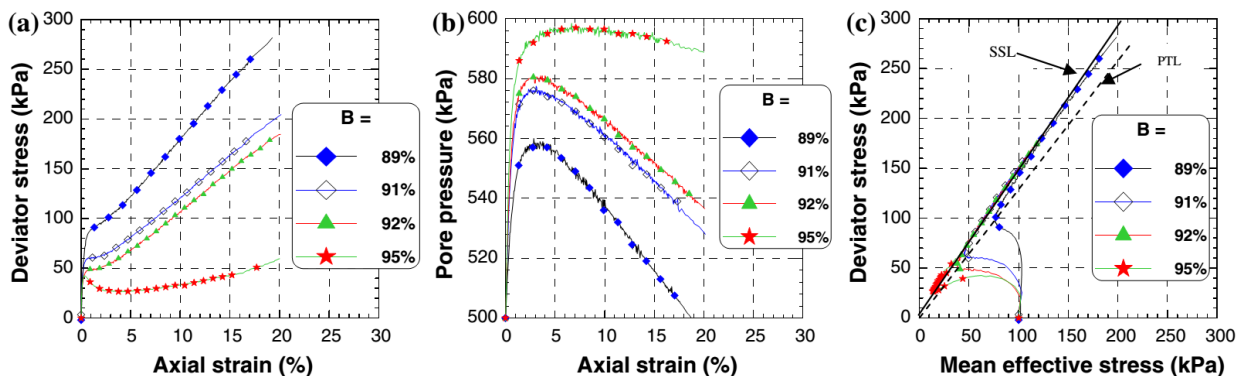 (a)
300
250
200
150
100
50
0
Deviator stress (kPa)
0 5 10 15 20 25 30
Axial strain (%)
B =
89%
91%
92%
95%
(b)
600
580
560
540
520
500
Pore pressure (kPa)
0 5 10 15 20 25 30
Axial strain (%)
B =
89%
91%
92%
95%
(c)
300
250
200
150
100
50
0
Deviator stress (kPa)
0 50 100 150 200 250 300
Mean effective stress (kPa)
SSL
PTL
B =
89%
91%
92%
95%